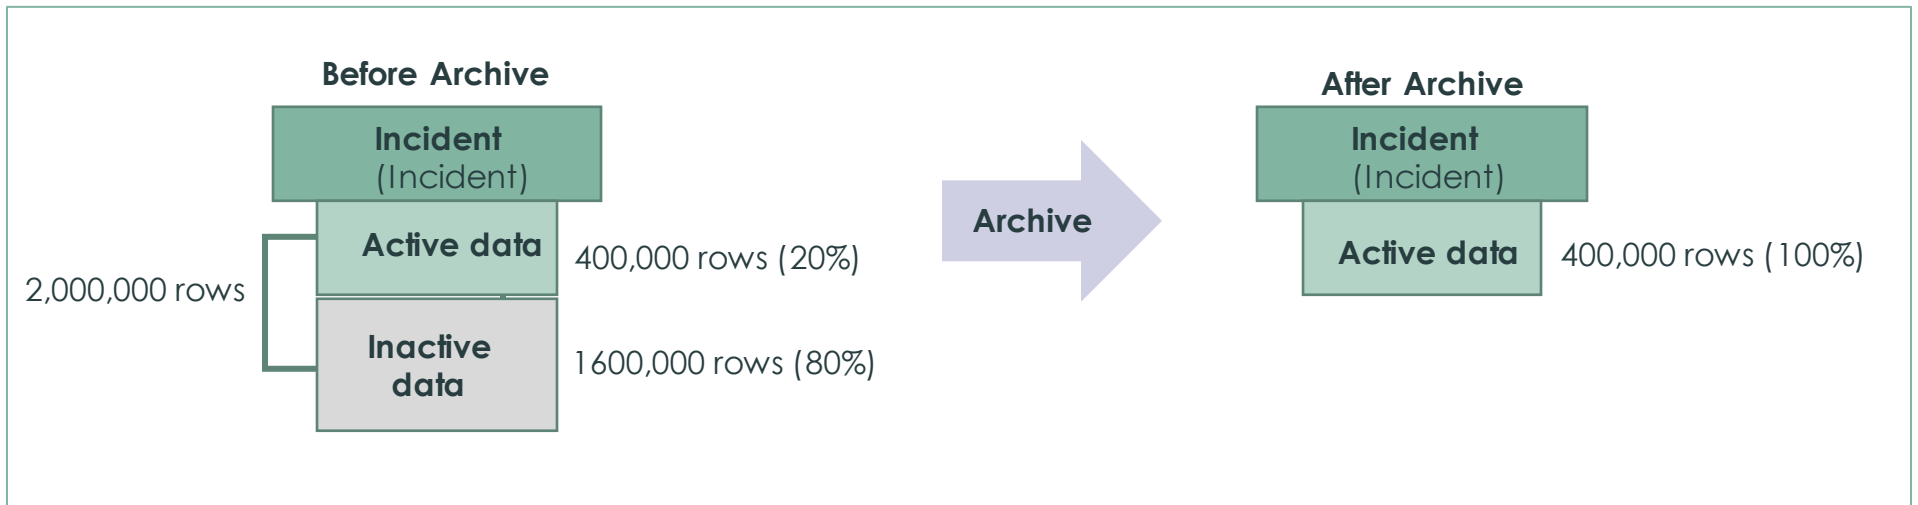 Before Archive
Incident
(Incident)
Active data
400,000 rows (20%)
2,000,000 rows
Inactive
data
1600,000 rows (80%)
Archive
After Archive
Incident
(Incident)
Active data
400,000 rows (100%)